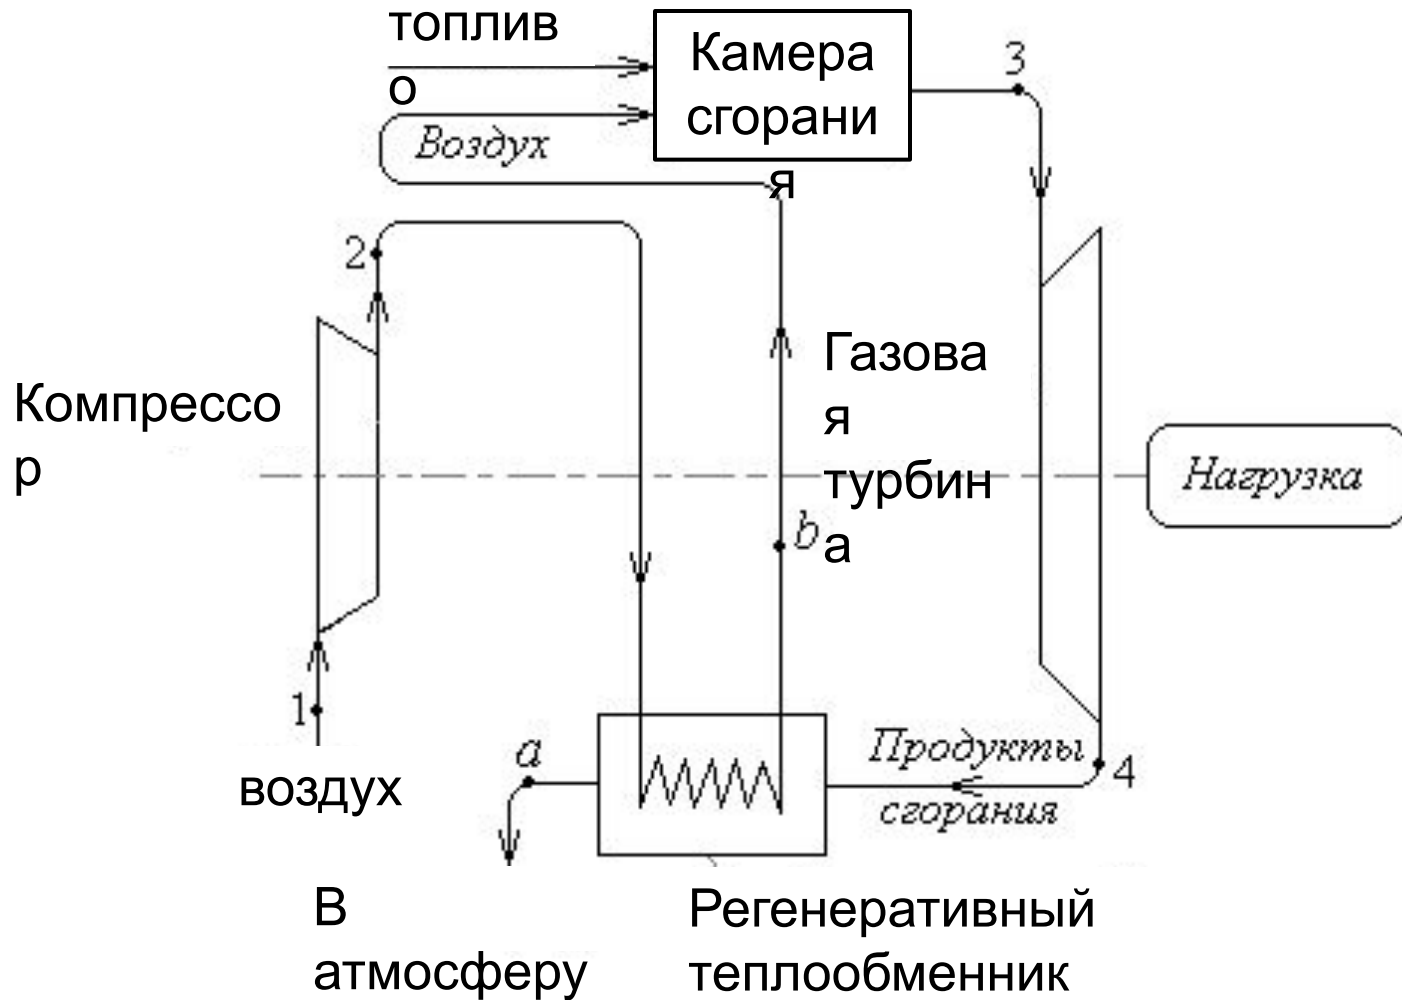 топлив
о
Камера
сгорани
я
3
Воздух
2
Газова
я
турбин
а
Компрессо
р
Нагрузка
b
1
a
Продукты
сгорания
4
воздух
В
атмосферу
Регенеративный
теплообменник